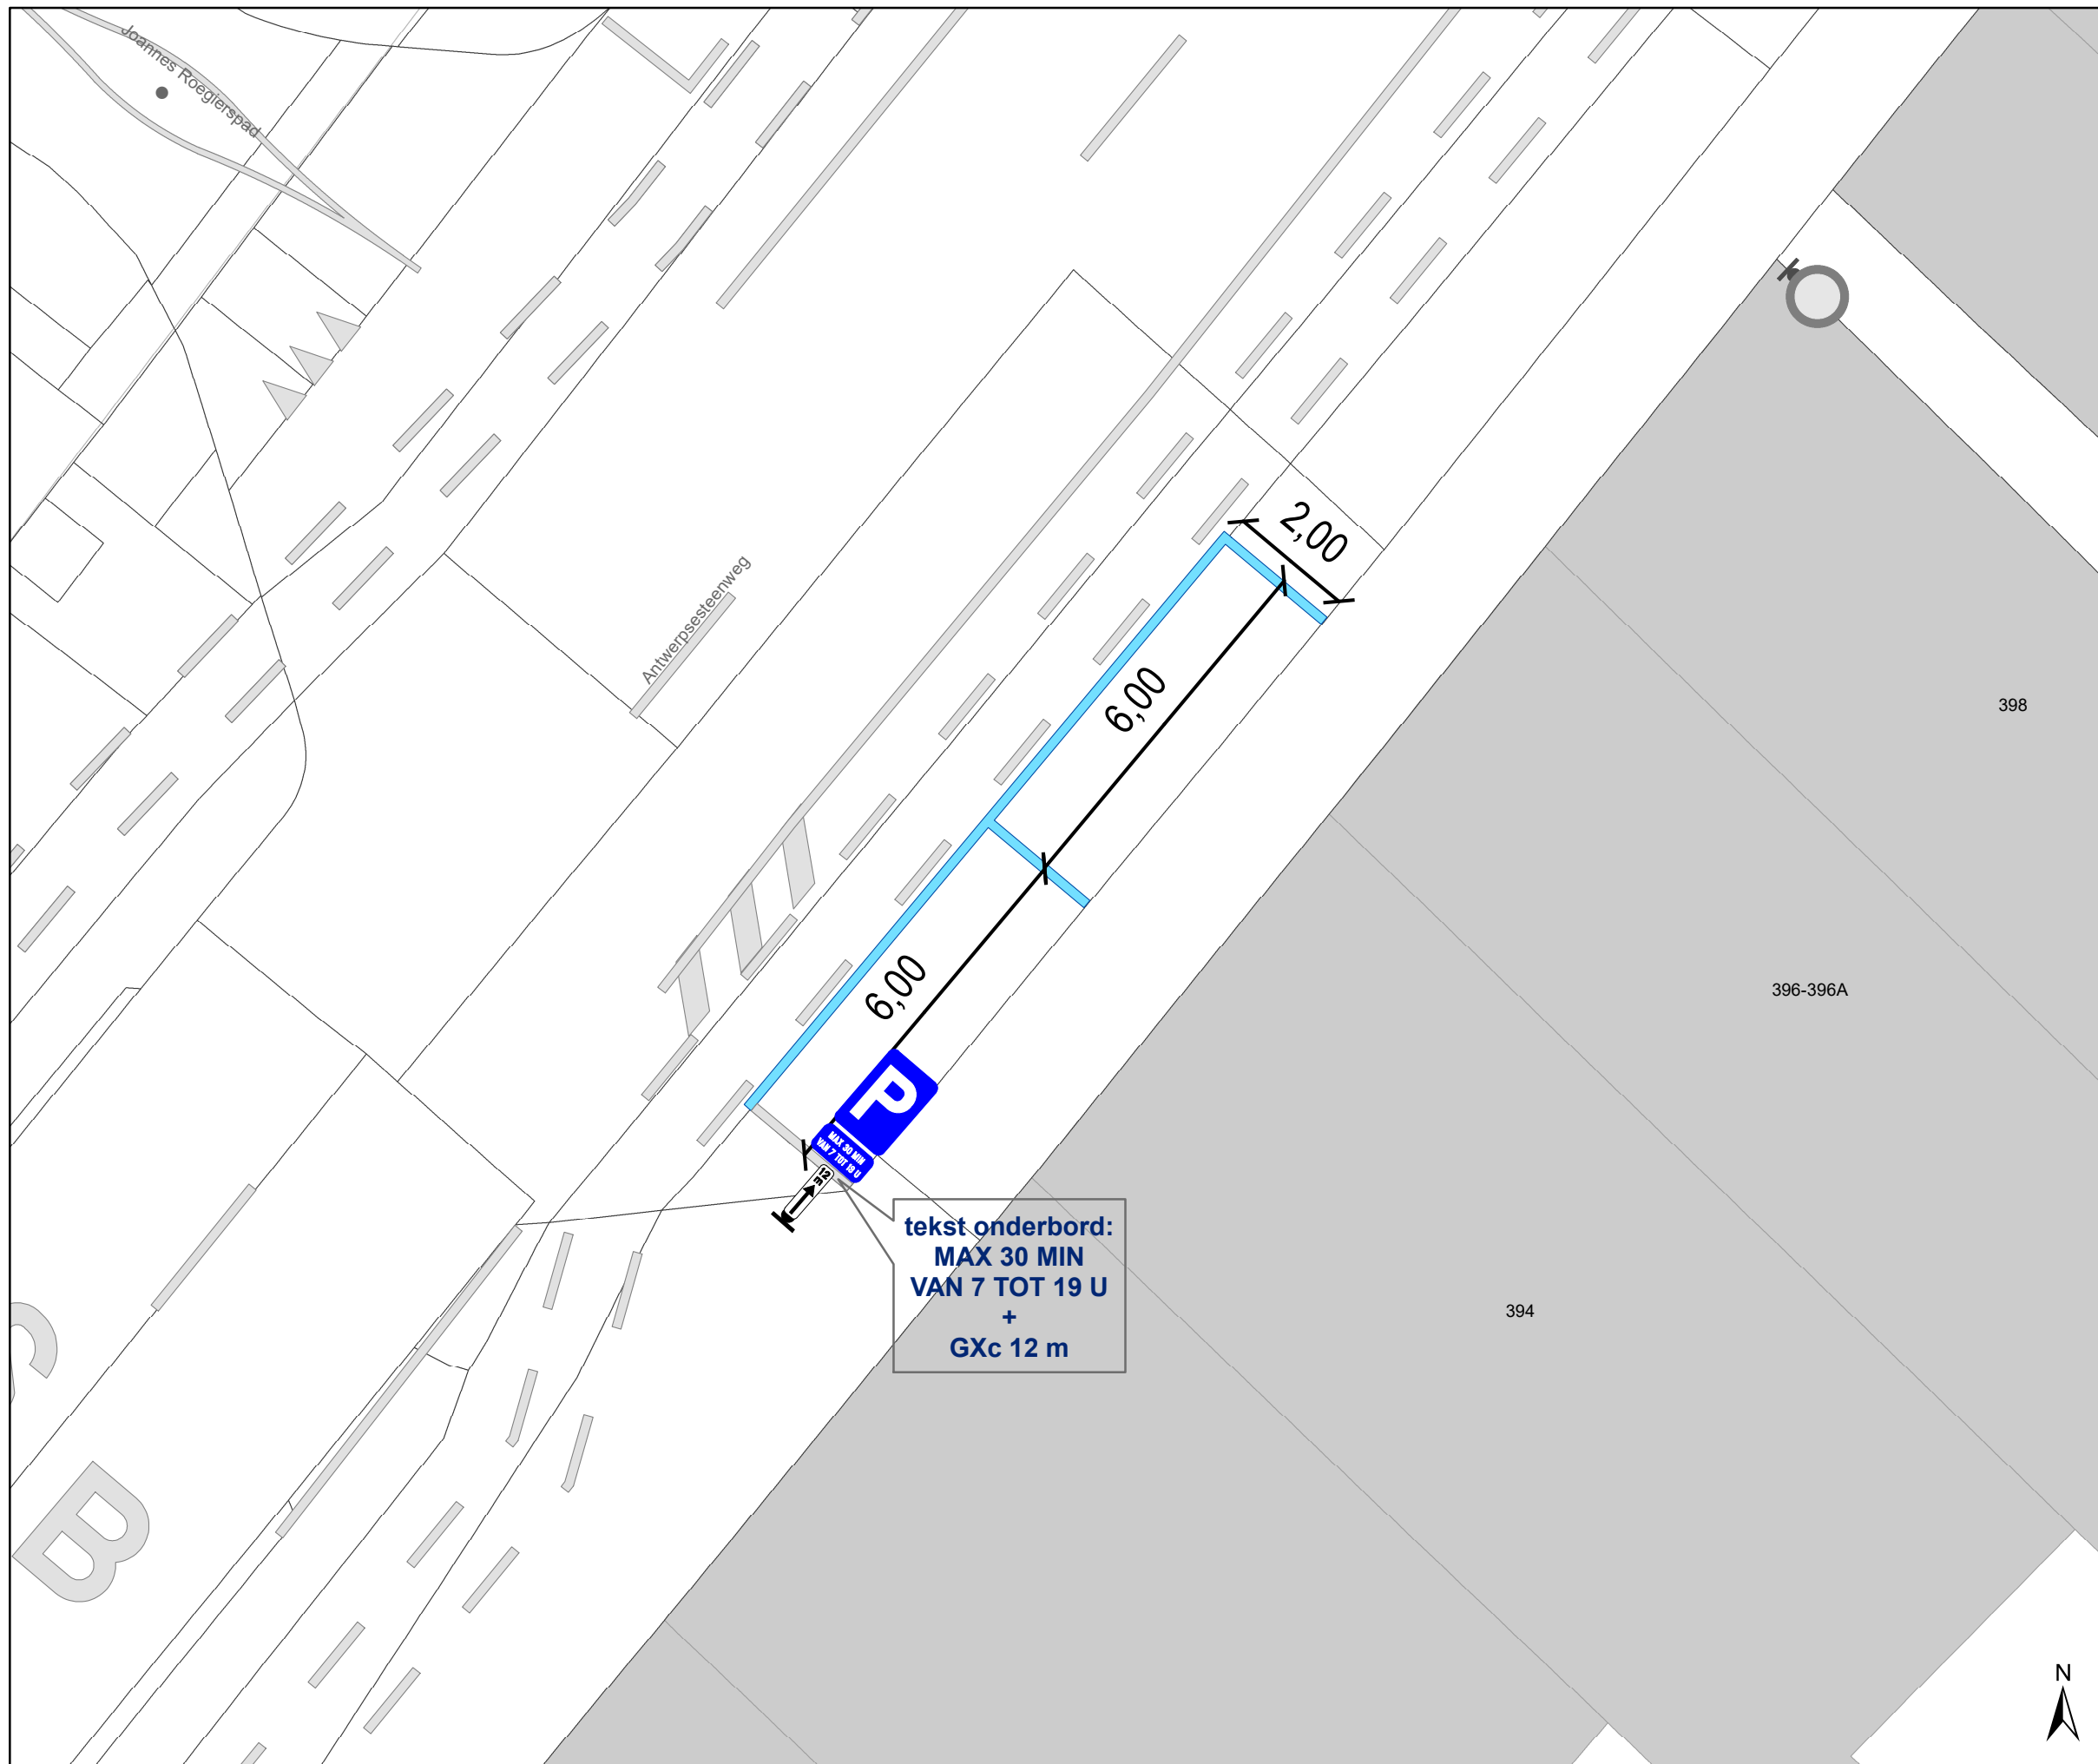 Joannes Roegierspad
2,00
Antwerpsesteenweg
6,00
398
6,00
396-396A
P
MAX 30 MIN
VAN 7 TOT 19 U
12
m
tekst onderbord:
MAX 30 MIN
VAN 7 TOT 19 U
+
GXc 12 m
394
B
N